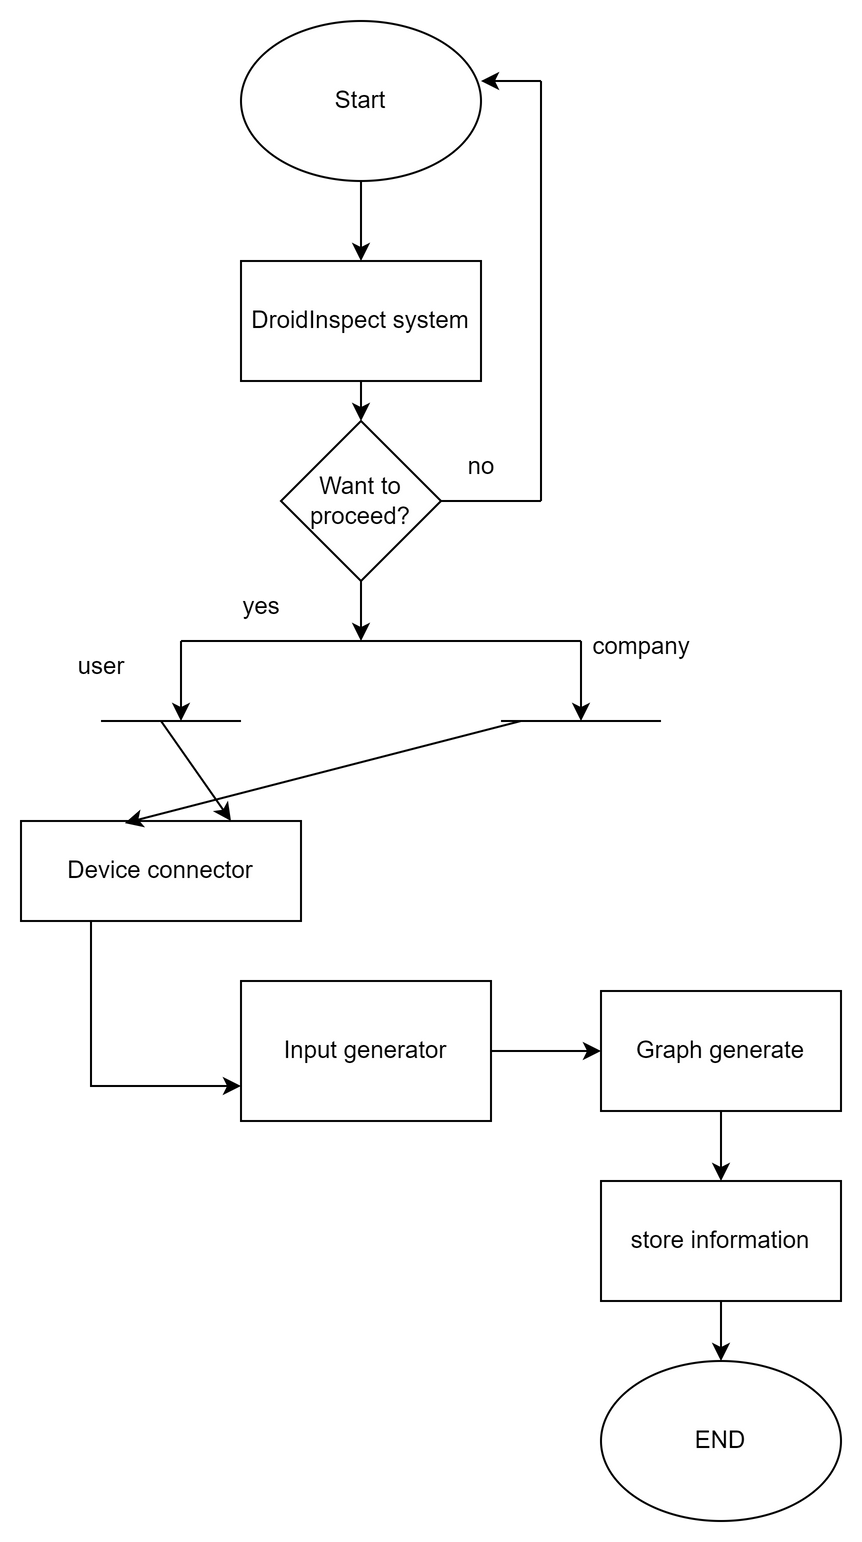 Start
DroidInspect system
Want to
proceed?
no
yes
user
company
Device connector
Input generator
Graph generate
store information
END